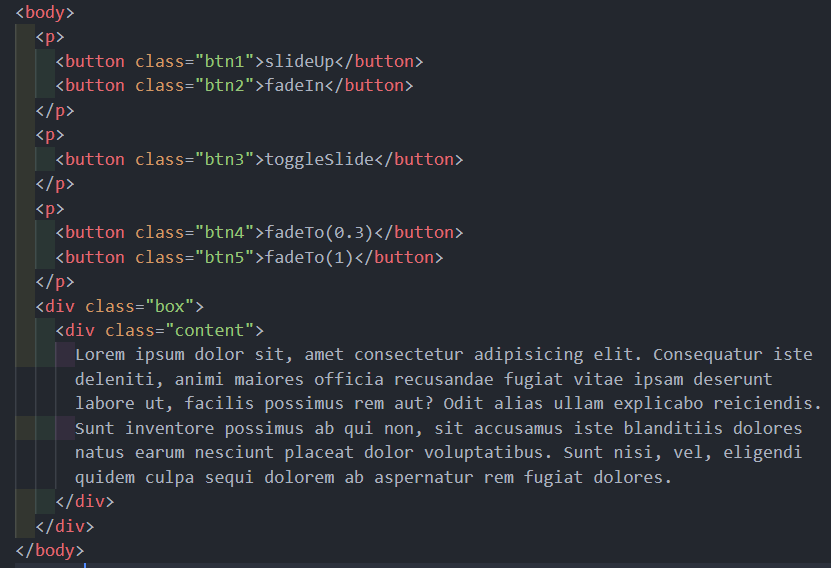 <body>
<p>
<button class="btn1">slideUp</button>
<button class="btn2">fadeIn</button>
</p>
<p>
<button class="btn3">toggleSlide</button>
</p>
<p>
<button class="btn4">fadeTo(0.3)</button>
<button class="btn5">fadeTo(1)</button>
</p>
<div class="box">
<div class="content">
Lorem ipsum dolor sit, amet consectetur adipisicing elit. Consequatur iste
deleniti, animi maiores officia recusandae fugiat vitae ipsam deserunt
labore ut, facilis possimus rem aut? Odit alias ullam explicabo reiciendis.
Sunt inventore possimus ab qui non, sit accusamus iste blanditiis dolores
natus earum nesciunt placeat dolor voluptatibus. Sunt nisi, vel, eligendi
quidem culpa sequi dolorem ab aspernatur rem fugiat dolores.
</div>
</div>
</body>